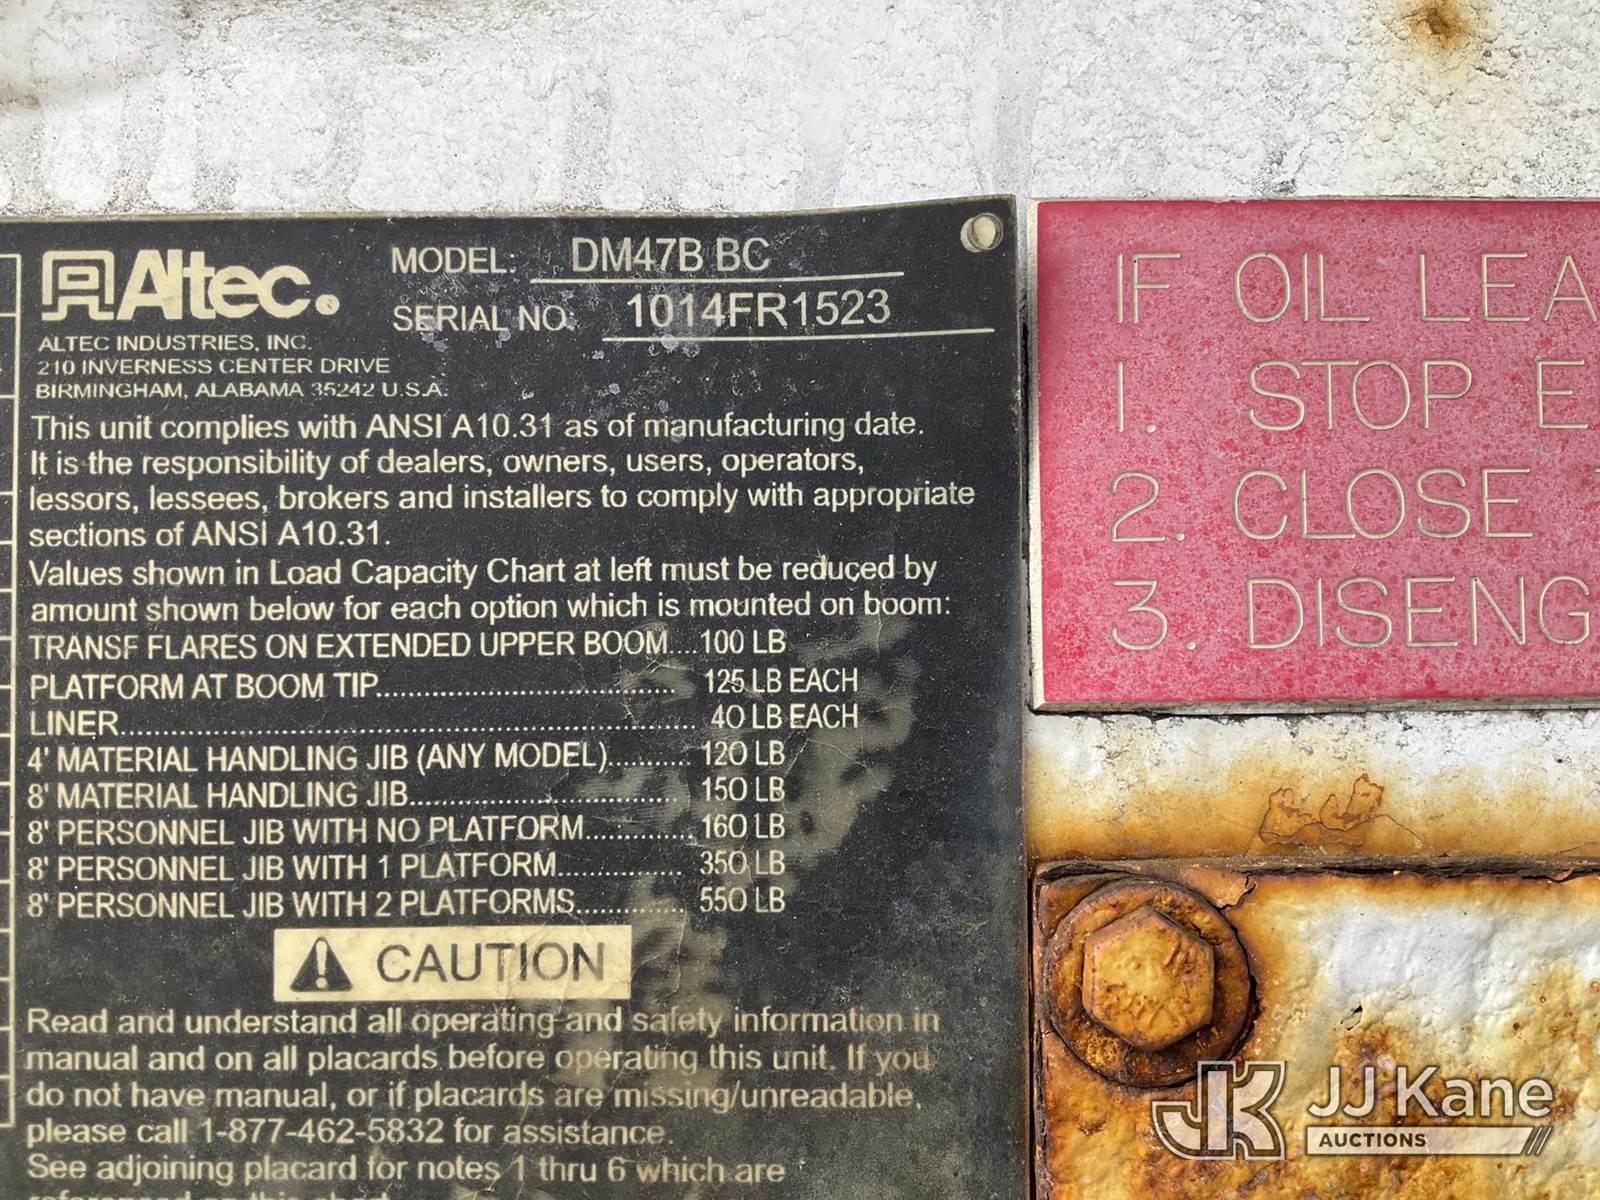 Altec.
MODEL: DM47B BC
SERIAL NO. 1014FR1523
ALTEC INDUSTRIES, INC.
210 INVERNESS CENTER DRIVE
BIRMINGHAM, ALABAMA 35242 U.S.A.
This unit complies with ANSI A10.31 as of manufacturing date.
It is the responsibility of dealers, owners, users, operators,
lessors, lessees, brokers and installers to comply with appropriate
sections of ANSI A10.31.
Values shown in Load Capacity Chart at left must be reduced by
amount shown below for each option which is mounted on boom:
TRANSF FLARES ON EXTENDED UPPER BOOM....100 LB
PLATFORM AT BOOM TIP................................... 125 LB EACH
LINER.................................................................. 40 LB EACH
4' MATERIAL HANDLING JIB (ANY MODEL).......... 120 LB
8' MATERIAL HANDLING JIB................................. 150 LB
8' PERSONNEL JIB WITH NO PLATFORM............. 160 LB
8' PERSONNEL JIB WITH 1 PLATFORM............... 350 LB
8' PERSONNEL JIB WITH 2 PLATFORMS............. 550 LB
CAUTION
Read and understand all operating and safety information in
manual and on all placards before operating this unit. If you
do not have manual, or if placards are missing/unreadable,
please call 1-877-462-5832 for assistance.
See adjoining placard for notes 1 thru 6 which are
referenced on this chart.
IF OIL LEA
1. STOP E
2. CLOSE
3. DISENG
JJ Kane
AUCTIONS